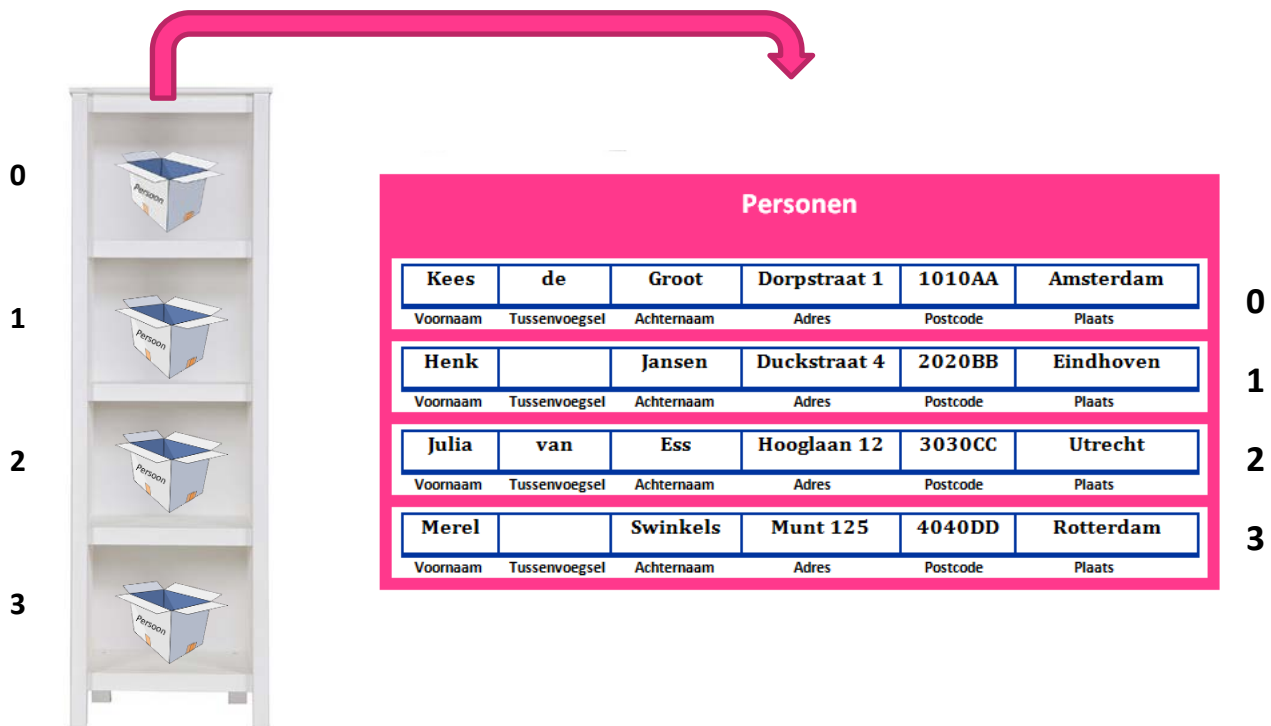 0
Persoon
1
Persoon
2
Persoon
3
Persoon
Personen
Kees de Groot Dorpstraat 1 1010AA Amsterdam
Voornaam Tussenvoegsel Achternaam Adres Postcode Plaats
0
Henk Jansen Duckstraat 4 2020BB Eindhoven
Voornaam Tussenvoegsel Achternaam Adres Postcode Plaats
1
Julia van Ess Hooglaan 12 3030CC Utrecht
Voornaam Tussenvoegsel Achternaam Adres Postcode Plaats
2
Merel Swinkels Munt 125 4040DD Rotterdam
Voornaam Tussenvoegsel Achternaam Adres Postcode Plaats
3